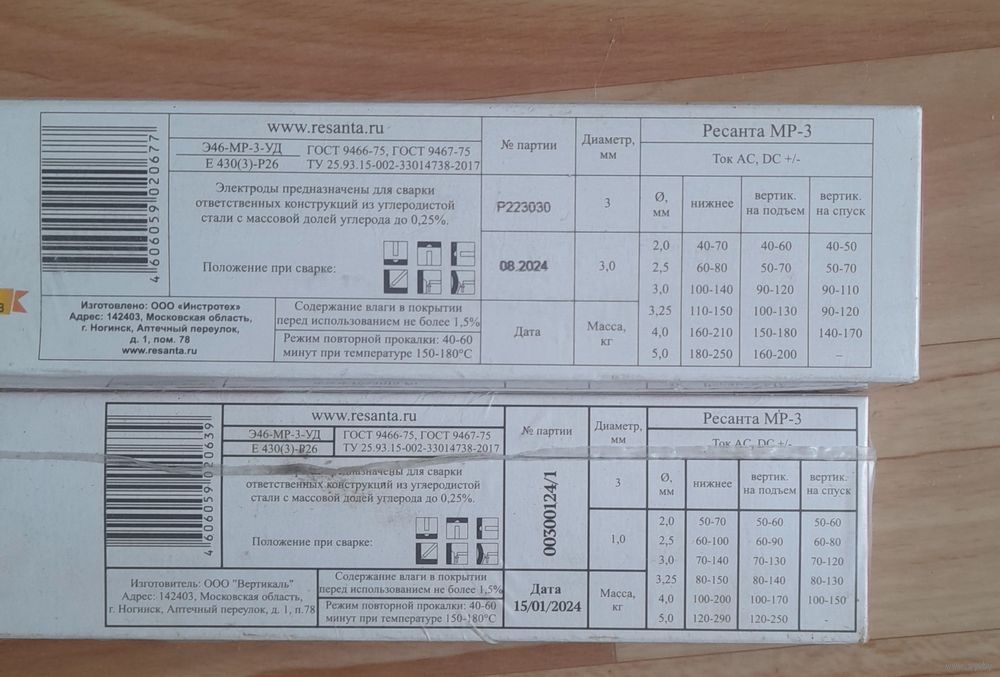 4606059020677
www.resanta.ru
Э46-МР-3-УД
Е 430(3)-Р26
ГОСТ 9466-75, ГОСТ 9467-75
ТУ 25.93.15-002-33014738-2017
Электроды предназначены для сварки
ответственных конструкций из углеродистой
стали с массовой долей углерода до 0,25%.
Положение при сварке:
Изготовлено: ООО «Инстротех»
Адрес: 142403, Московская область,
г. Ногинск, Аптечный переулок,
д. 1, пом. 78
www.resanta.ru
Содержание влаги в покрытии
перед использованием не более 1,5%
Режим повторной прокалки: 40-60
минут при температуре 150-180°С
№ партии
Р223030
08.2024
Дата
Диаметр,
мм
3
3,0
Масса,
кг
Ресанта МР-3
Ток AC, DC +/-
Ø, мм нижнее вертик. на подъем вертик. на спуск
2,0 40-70 40-60 40-50
2,5 60-80 50-70 50-70
3,0 100-140 90-120 90-110
3,25 110-150 100-130 90-120
4,0 160-210 150-180 140-170
5,0 180-250 160-200 –
4606059020639
www.resanta.ru
Э46-МР-3-УД
Е 430(3)-Р26
ГОСТ 9466-75, ГОСТ 9467-75
ТУ 25.93.15-002-33014738-2017
для сварки
ответственных конструкций из углеродистой
стали с массовой долей углерода до 0,25%.
Положение при сварке:
Изготовитель: ООО "Вертикаль"
Адрес: 142403, Московская область,
г. Ногинск, Аптечный переулок, д. 1, п.78
Содержание влаги в покрытии
перед использованием не более 1,5%
Режим повторной прокалки: 40-60
минут при температуре 150-180°С
№ партии
00300124/1
Дата
15/01/2024
Диаметр,
мм
3
1,0
Масса,
кг
Ресанта МР-3
Ток AC, DC +/-
Ø, мм нижнее вертик. на подъем вертик. на спуск
2,0 50-70 50-60 50-60
2,5 60-100 60-90 60-80
3,0 70-140 70-130 70-120
3,25 80-150 80-140 80-130
4,0 100-200 100-170 100-150
5,0 120-290 120-250 -